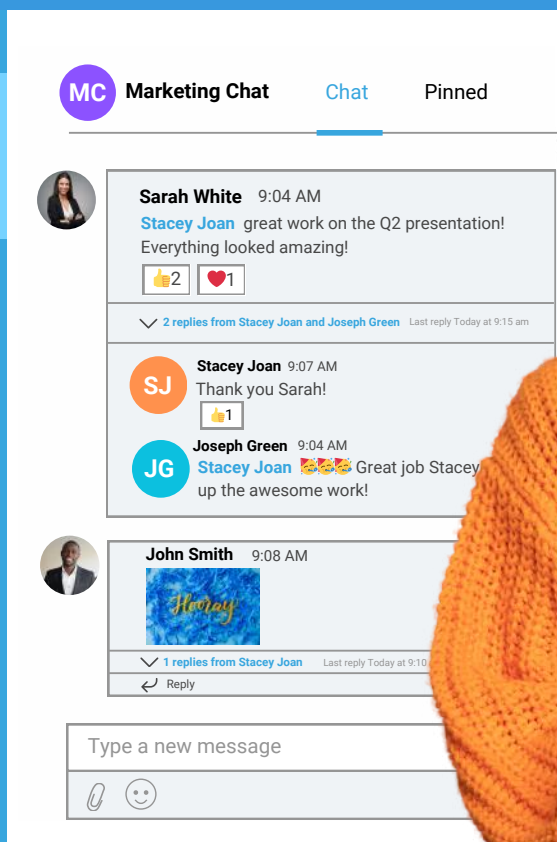 MC Marketing Chat Chat Pinned
Sarah White 9:04 AM
Stacey Joan great work on the Q2 presentation!
Everything looked amazing!
2 1
2 replies from Stacey Joan and Joseph Green Last reply Today at 9:15 am
Stacey Joan 9:07 AM
SJ
Thank you Sarah!
1
Joseph Green 9:04 AM
JG
Stacey Joan Great job Stacey
up the awesome work!
John Smith 9:08 AM
Hooray
1 replies from Stacey Joan Last reply Today at 9:10
Reply
Type a new message